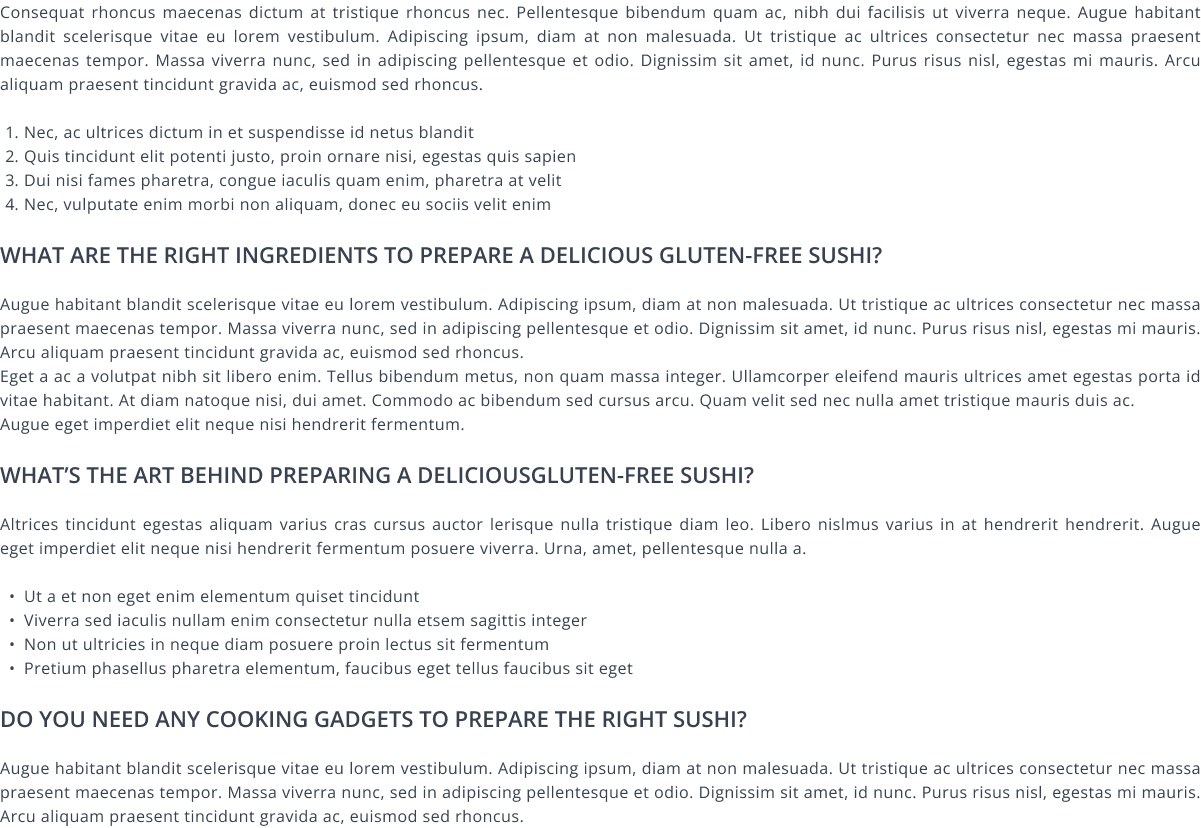 Consequat rhoncus maecenas dictum at tristique rhoncus nec. Pellentesque bibendum quam ac, nibh dui facilisis ut viverra neque. Augue habitant
blandit scelerisque vitae eu lorem vestibulum. Adipiscing ipsum, diam at non malesuada. Ut tristique ac ultrices consectetur nec massa praesent
maecenas tempor. Massa viverra nunc, sed in adipiscing pellentesque et odio. Dignissim sit amet, id nunc. Purus risus nisl, egestas mi mauris. Arcu
aliquam praesent tincidunt gravida ac, euismod sed rhoncus.
1. Nec, ac ultrices dictum in et suspendisse id netus blandit
2. Quis tincidunt elit potenti justo, proin ornare nisi, egestas quis sapien
3. Dui nisi fames pharetra, congue iaculis quam enim, pharetra at velit
4. Nec, vulputate enim morbi non aliquam, donec eu sociis velit enim
WHAT ARE THE RIGHT INGREDIENTS TO PREPARE A DELICIOUS GLUTEN-FREE SUSHI?
Augue habitant blandit scelerisque vitae eu lorem vestibulum. Adipiscing ipsum, diam at non malesuada. Ut tristique ac ultrices consectetur nec massa
praesent maecenas tempor. Massa viverra nunc, sed in adipiscing pellentesque et odio. Dignissim sit amet, id nunc. Purus risus nisl, egestas mi mauris.
Arcu aliquam praesent tincidunt gravida ac, euismod sed rhoncus.
Eget a ac a volutpat nibh sit libero enim. Tellus bibendum metus, non quam massa integer. Ullamcorper eleifend mauris ultrices amet egestas porta id
vitae habitant. At diam natoque nisi, dui amet. Commodo ac bibendum sed cursus arcu. Quam velit sed nec nulla amet tristique mauris duis ac.
Augue eget imperdiet elit neque nisi hendrerit fermentum.
WHAT’S THE ART BEHIND PREPARING A DELICIOUSGLUTEN-FREE SUSHI?
Altrices tincidunt egestas aliquam varius cras cursus auctor lerisque nulla tristique diam leo. Libero nislmus varius in at hendrerit hendrerit. Augue
eget imperdiet elit neque nisi hendrerit fermentum posuere viverra. Urna, amet, pellentesque nulla a.
• Ut a et non eget enim elementum quiset tincidunt
• Viverra sed iaculis nullam enim consectetur nulla etsem sagittis integer
• Non ut ultricies in neque diam posuere proin lectus sit fermentum
• Pretium phasellus pharetra elementum, faucibus eget tellus faucibus sit eget
DO YOU NEED ANY COOKING GADGETS TO PREPARE THE RIGHT SUSHI?
Augue habitant blandit scelerisque vitae eu lorem vestibulum. Adipiscing ipsum, diam at non malesuada. Ut tristique ac ultrices consectetur nec massa
praesent maecenas tempor. Massa viverra nunc, sed in adipiscing pellentesque et odio. Dignissim sit amet, id nunc. Purus risus nisl, egestas mi mauris.
Arcu aliquam praesent tincidunt gravida ac, euismod sed rhoncus.